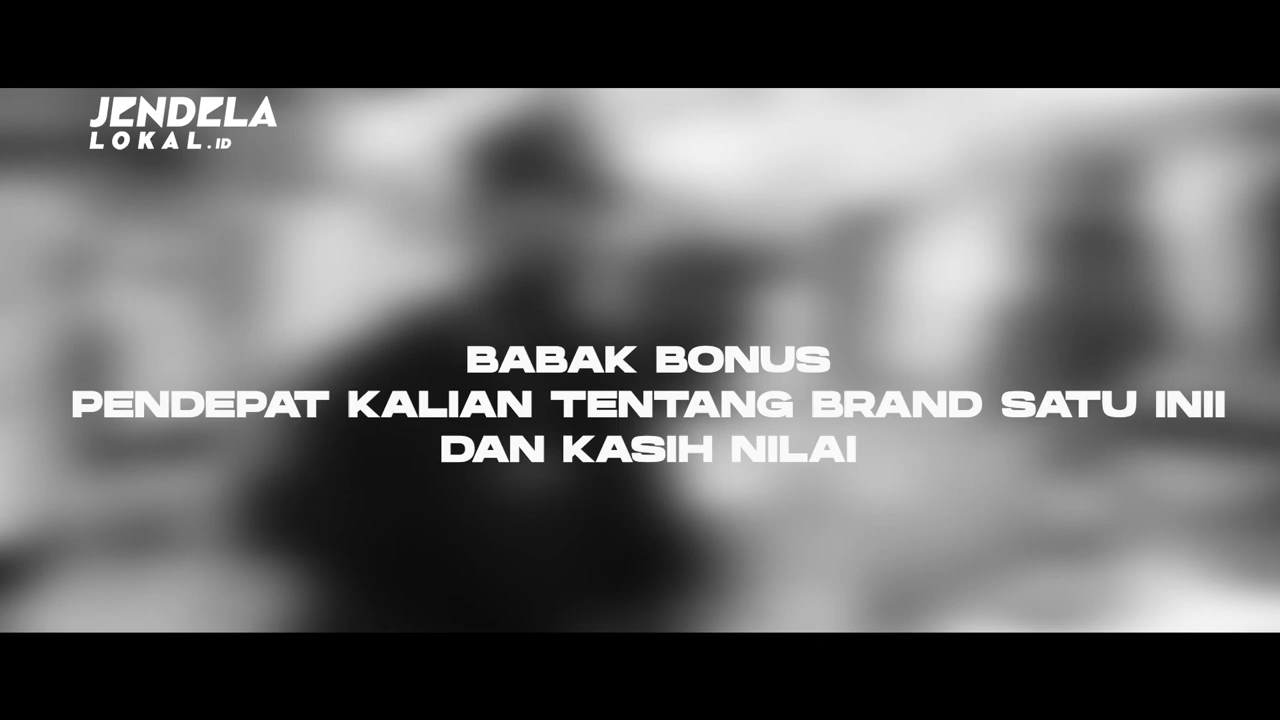 JENDELA
LOKAL.ID
BABAK BONUS
PENDEPAT KALIAN TENTANG BRAND SATU INII
DAN KASIH NILAI